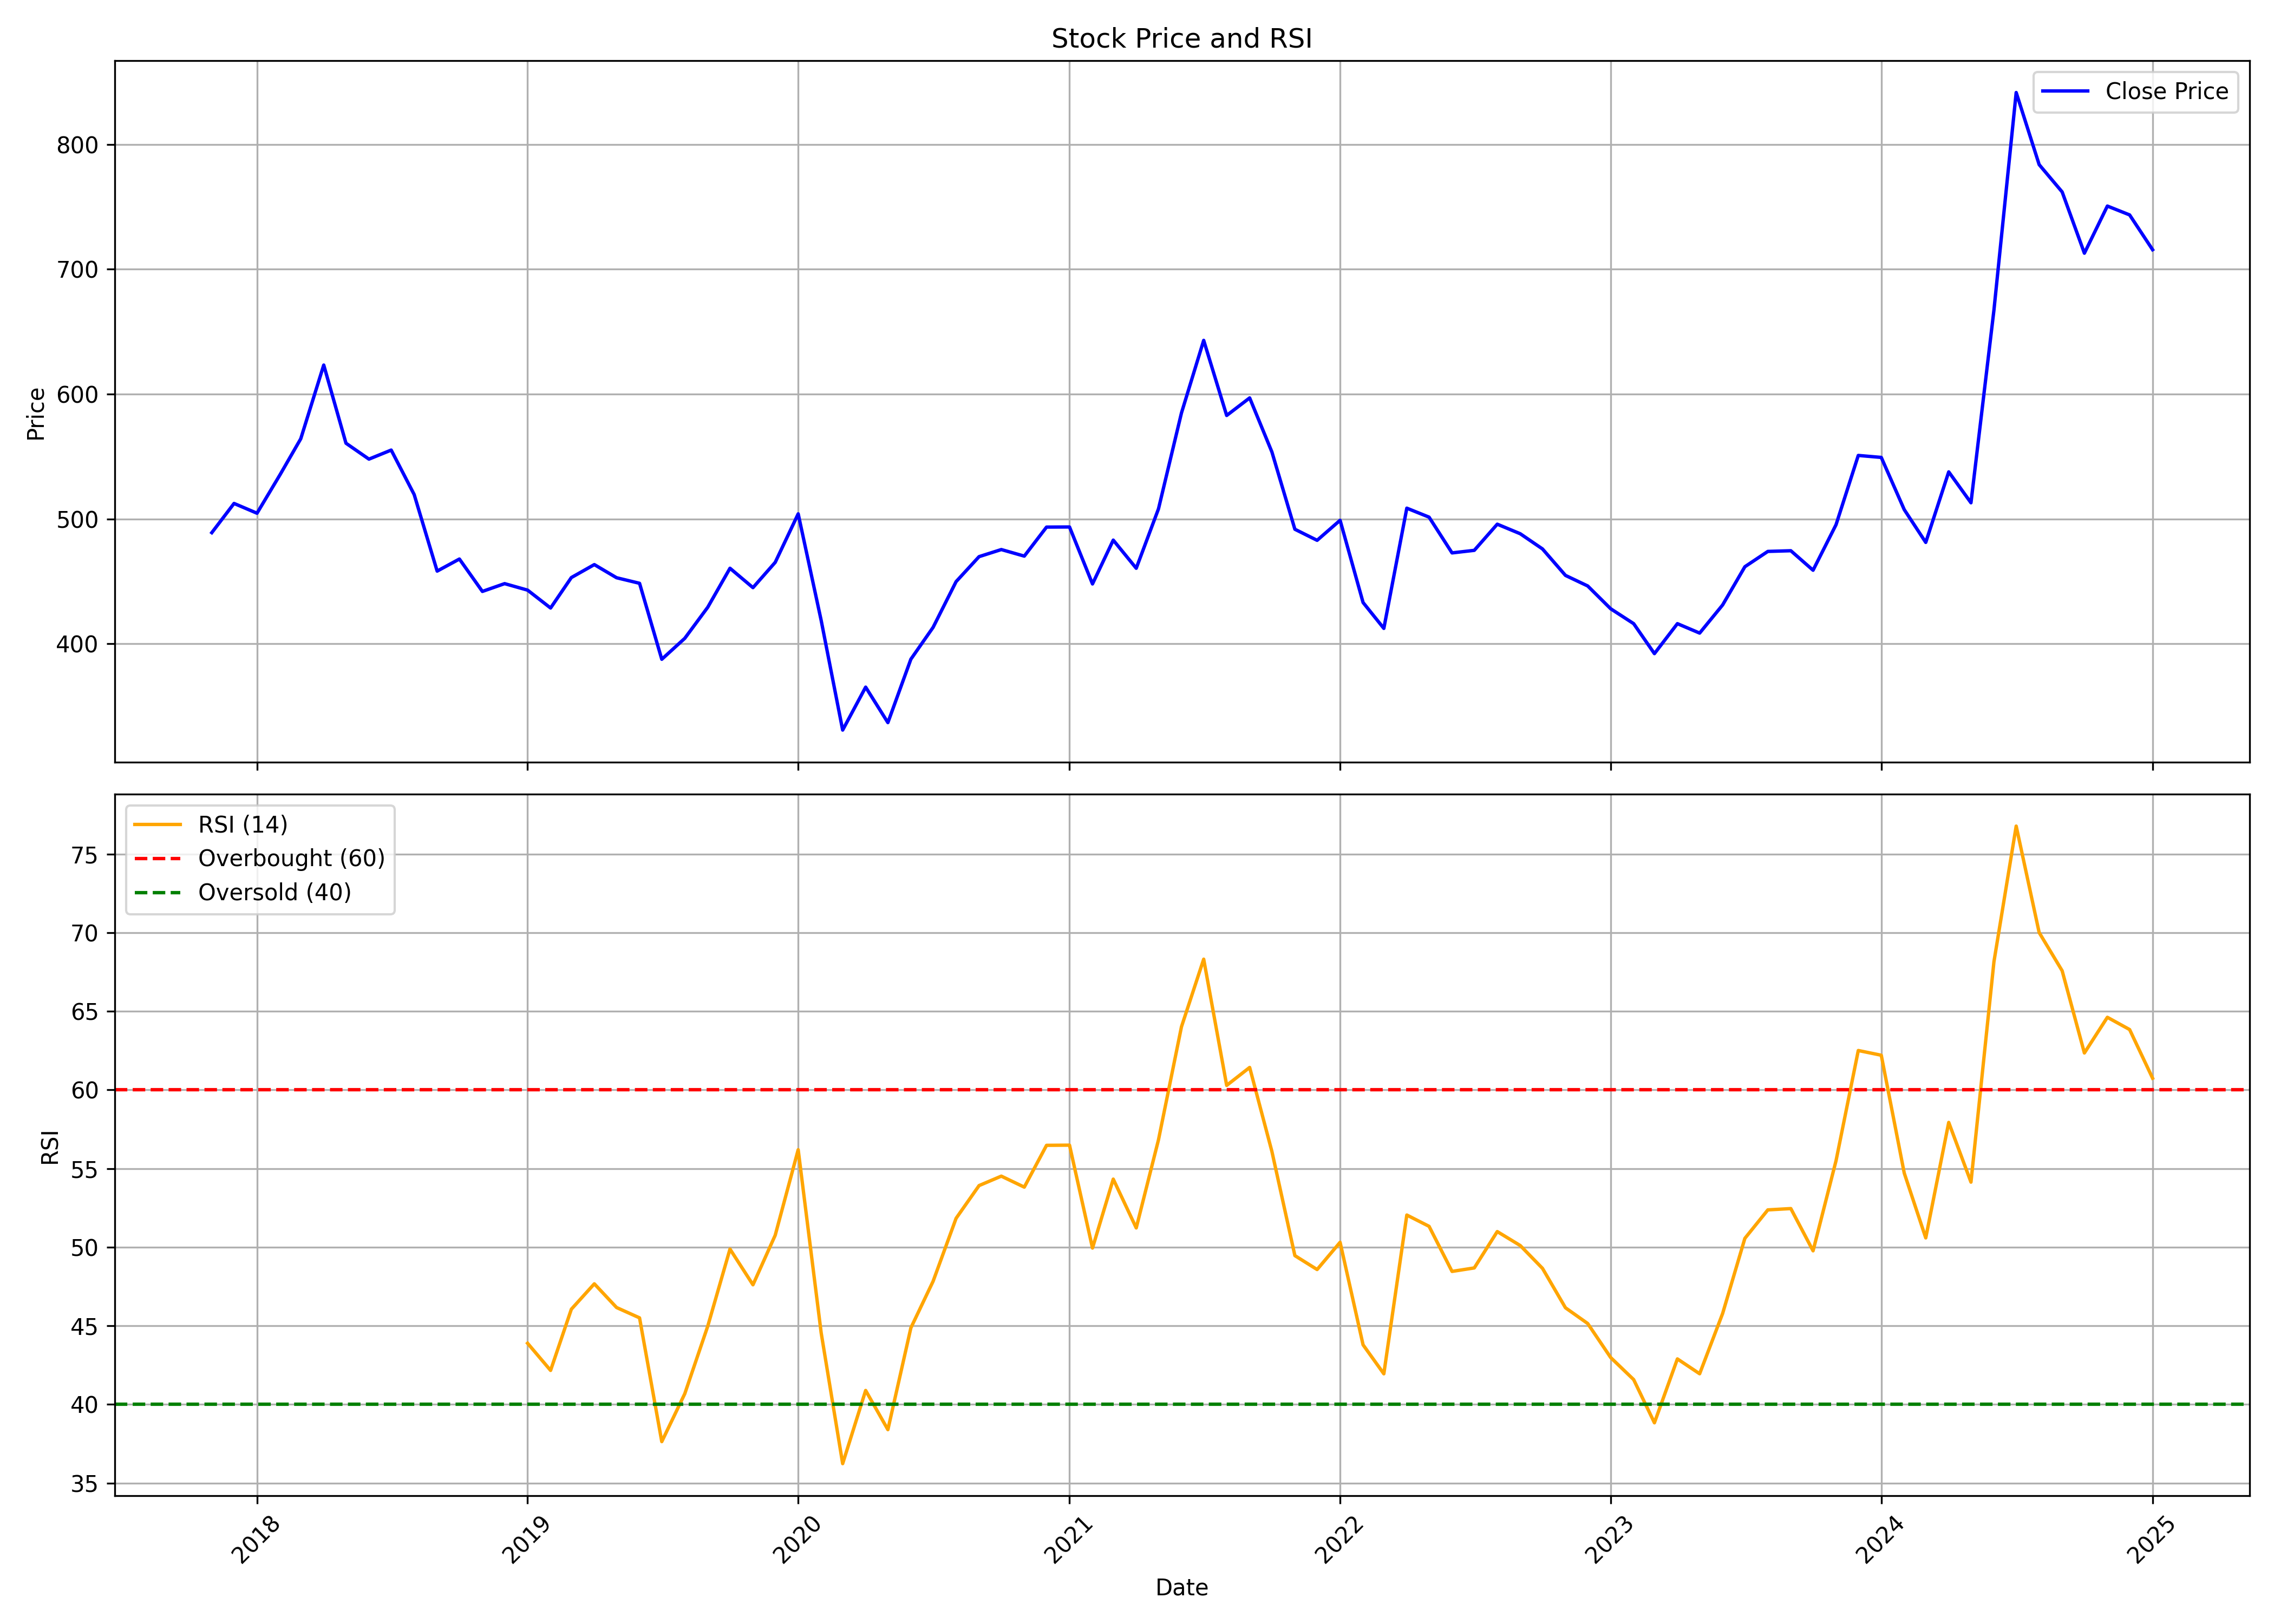 Stock Price and RSI
Close Price
800
700
600
500
400
Price
RSI (14)
Overbought (60)
Oversold (40)
75
70
65
60
55
50
45
40
35
RSI
2018
2019
2020
2021
2022
2023
2024
2025
Date